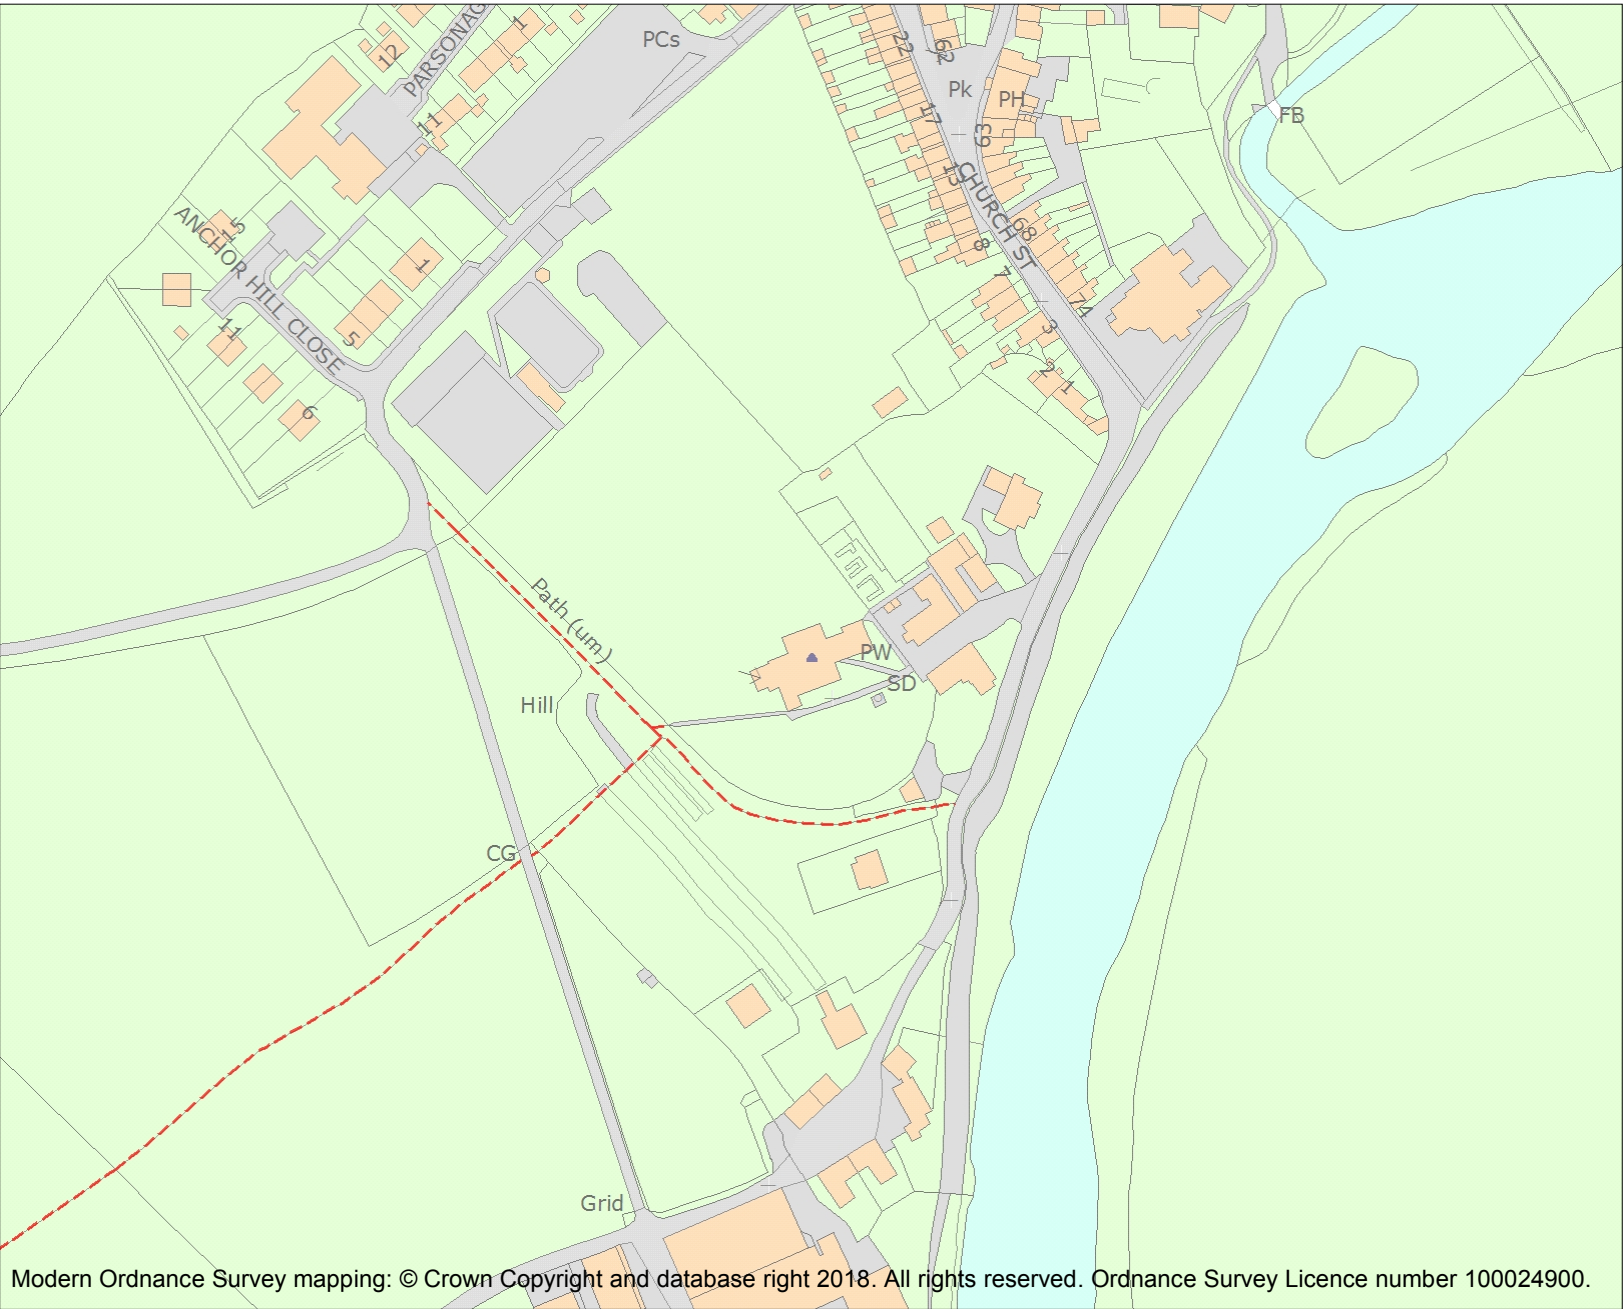 PCs
22
62
1
12
PARSONAG
Pk
PH
17
63
FB
11
13
CHURCH ST
68
8
ANCHOR HILL CLOSE
15
1
7
74
3
11
5
2
1
6
Path (um)
PW
SD
Hill
CG
Grid
Modern Ordnance Survey mapping: © Crown Copyright and database right 2018. All rights reserved. Ordnance Survey Licence number 100024900.